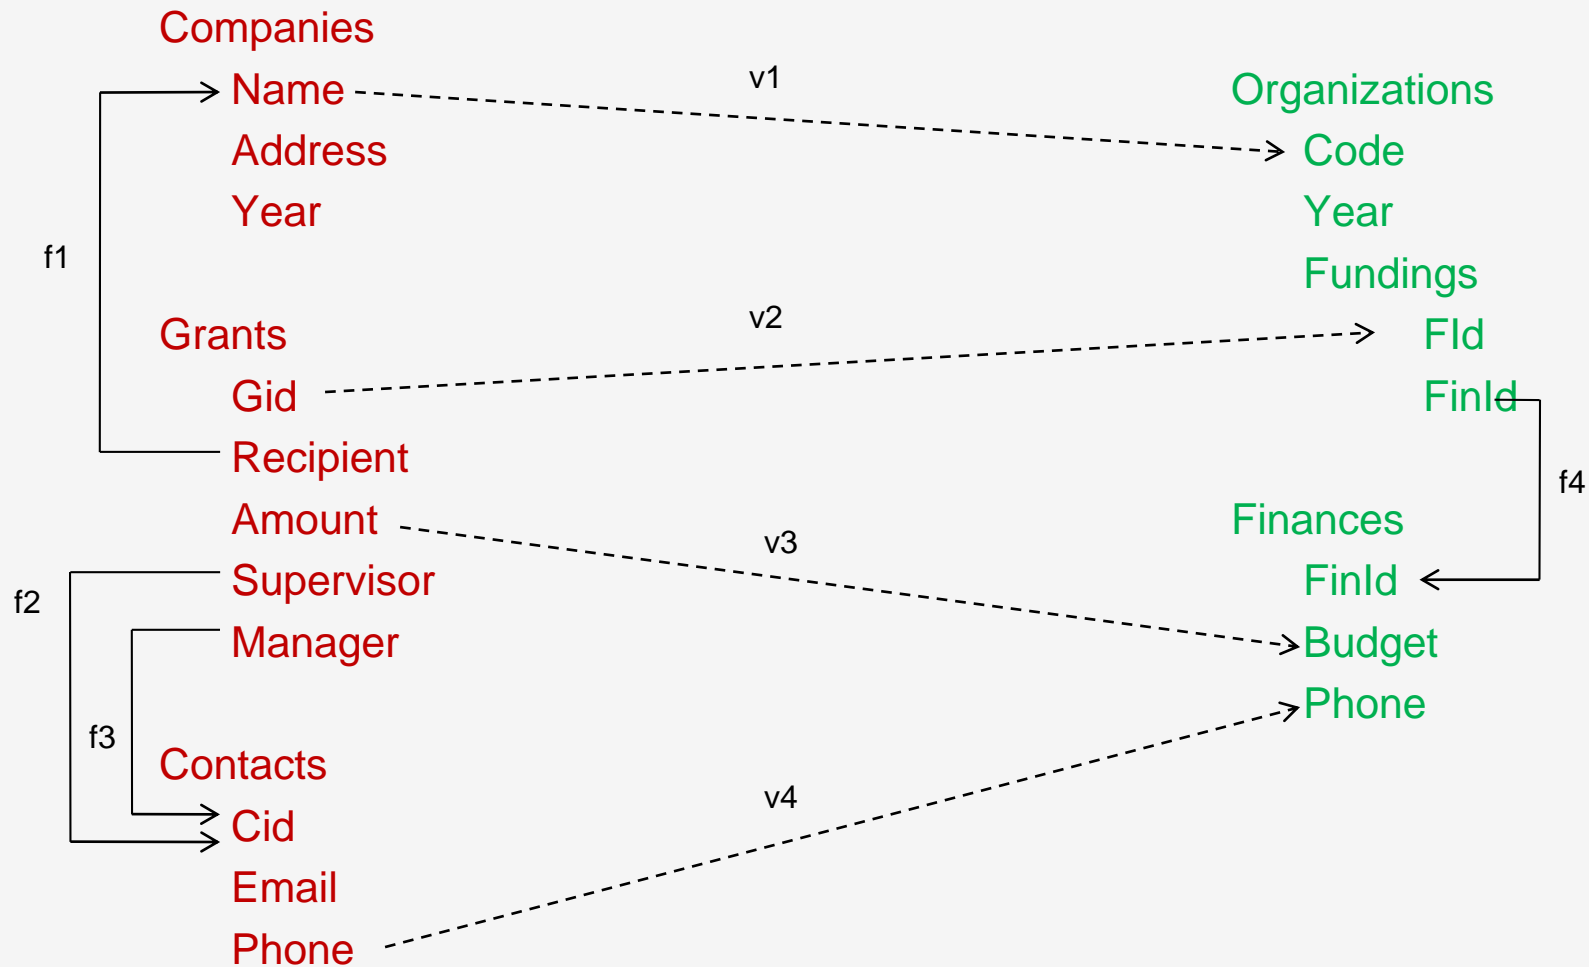 Companies
Name
Address
Year
f1
Grants
Gid
Recipient
Amount
Supervisor
Manager
f2
f3
Contacts
Cid
Email
Phone
v1
v2
v3
v4
Organizations
Code
Year
Fundings
FId
FinId
f4
Finances
FinId
Budget
Phone